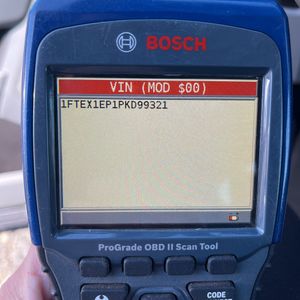 BOSCH
VIN (MOD $00)
1FTEX1EP1PKD99321
ProGrade OBD II Scan Tool
CODE